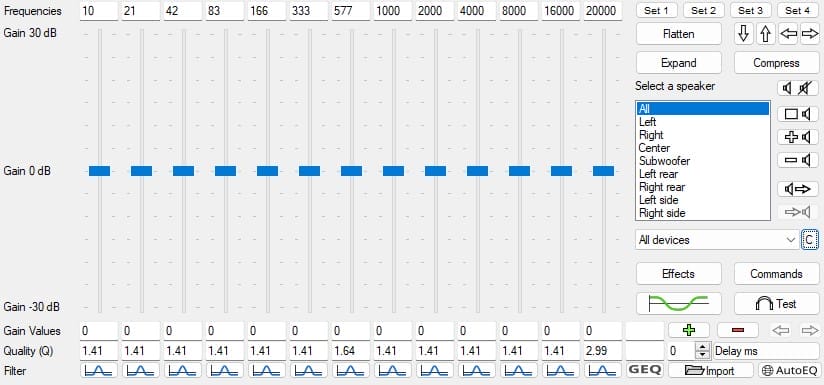 Frequencies 10 21 42 83 166 333 577 1000 2000 4000 8000 16000 20000 Set 1 Set 2 Set 3 Set 4
Gain 30 dB
Flatten
Expand Compress
Select a speaker
All
Left
Right
Center
Subwoofer
Left rear
Right rear
Left side
Right side
Gain 0 dB
All devices C
Effects Commands
Test
Gain -30 dB
Gain Values 0 0 0 0 0 0 0 0 0 0 0 0 0
Quality (Q) 1.41 1.41 1.41 1.41 1.41 1.41 1.64 1.41 1.41 1.41 1.41 1.41 2.99 0 Delay ms
Filter GEQ Import AutoEQ